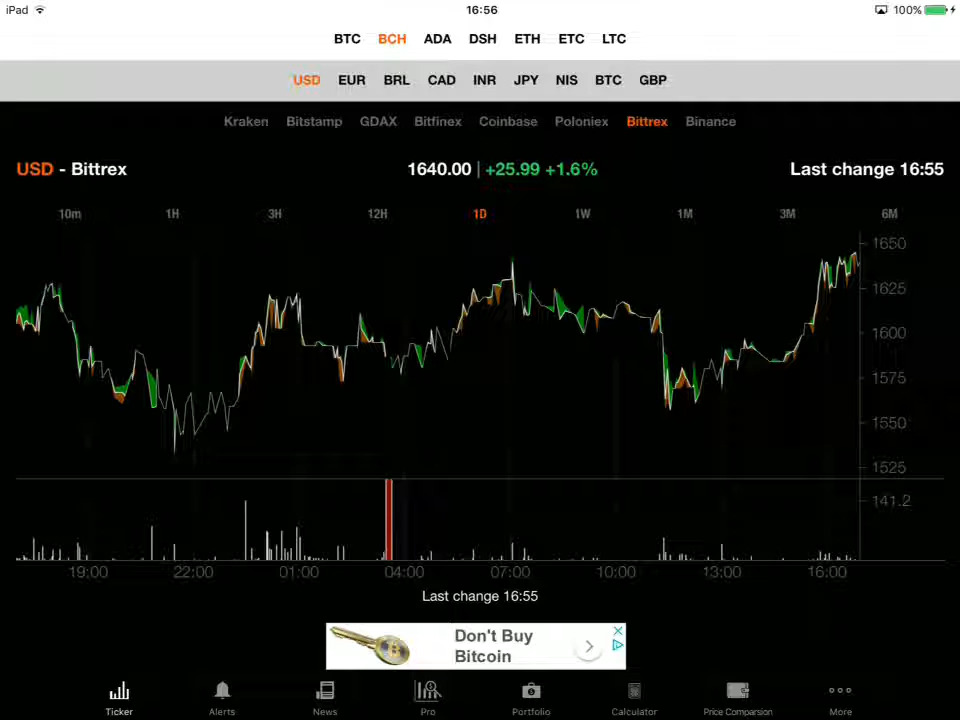 iPad 16:56 100%
BTC BCH ADA DSH ETH ETC LTC
USD EUR BRL CAD INR JPY NIS BTC GBP
Kraken Bitstamp GDAX Bitfinex Coinbase Poloniex Bittrex Binance
USD - Bittrex 1640.00 | +25.99 +1.6% Last change 16:55
10m 1H 3H 12H 1D 1W 1M 3M 6M
1650
1625
1600
1575
1550
1525
141.2
19:00 22:00 01:00 04:00 07:00 10:00 13:00 16:00
Last change 16:55
Don't Buy
Bitcoin
Ticker Alerts News Pro Portfolio Calculator Price Comparsion More